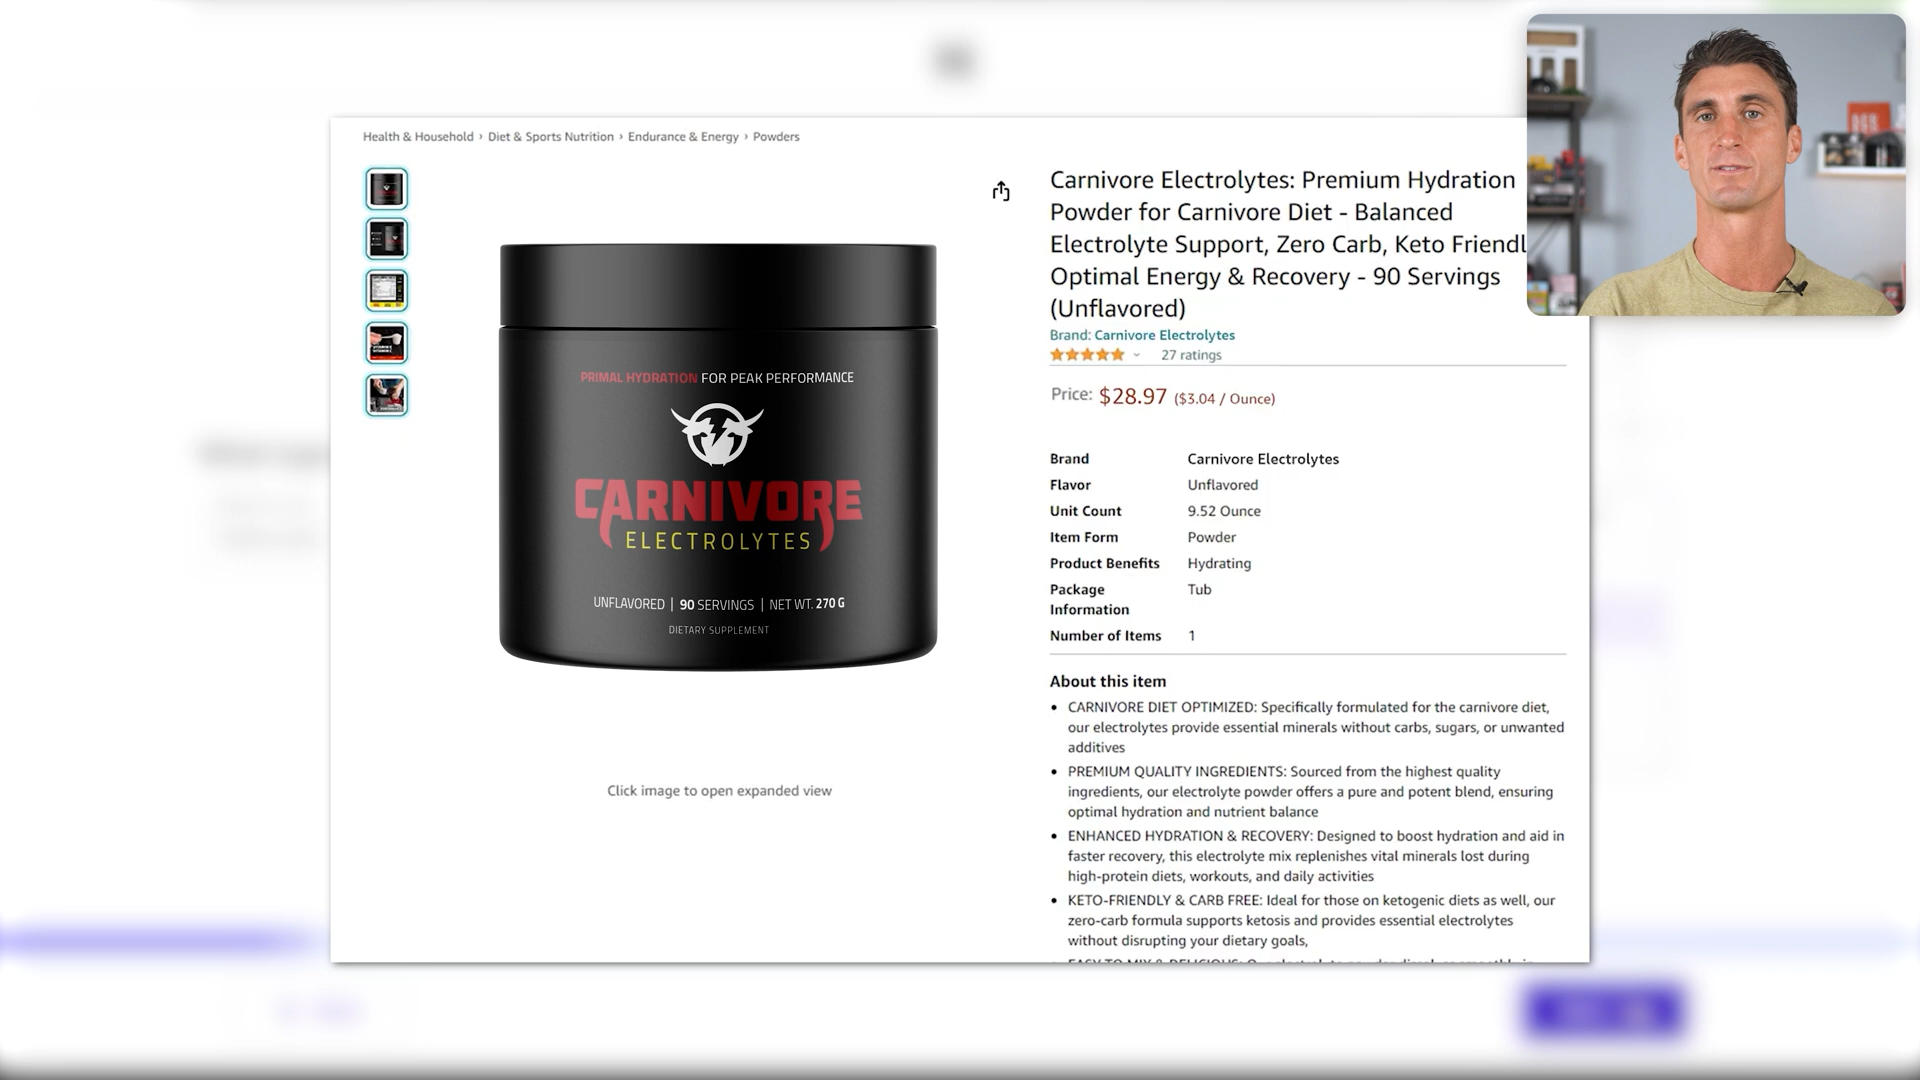 Health & Household › Diet & Sports Nutrition › Endurance & Energy › Powders
Carnivore Electrolytes: Premium Hydration
Powder for Carnivore Diet - Balanced
Electrolyte Support, Zero Carb, Keto Friendl
Optimal Energy & Recovery - 90 Servings
(Unflavored)
Brand: Carnivore Electrolytes
27 ratings
Price: $28.97 ($3.04 / Ounce)
PRIMAL HYDRATION FOR PEAK PERFORMANCE
CARNIVORE
ELECTROLYTES
UNFLAVORED | 90 SERVINGS | NET WT. 270 G
DIETARY SUPPLEMENT
Click image to open expanded view
Brand Carnivore Electrolytes
Flavor Unflavored
Unit Count 9.52 Ounce
Item Form Powder
Product Benefits Hydrating
Package Tub
Information
Number of Items 1
About this item
• CARNIVORE DIET OPTIMIZED: Specifically formulated for the carnivore diet,
our electrolytes provide essential minerals without carbs, sugars, or unwanted
additives
• PREMIUM QUALITY INGREDIENTS: Sourced from the highest quality
ingredients, our electrolyte powder offers a pure and potent blend, ensuring
optimal hydration and nutrient balance
• ENHANCED HYDRATION & RECOVERY: Designed to boost hydration and aid in
faster recovery, this electrolyte mix replenishes vital minerals lost during
high-protein diets, workouts, and daily activities
• KETO-FRIENDLY & CARB FREE: Ideal for those on ketogenic diets as well, our
zero-carb formula supports ketosis and provides essential electrolytes
without disrupting your dietary goals,